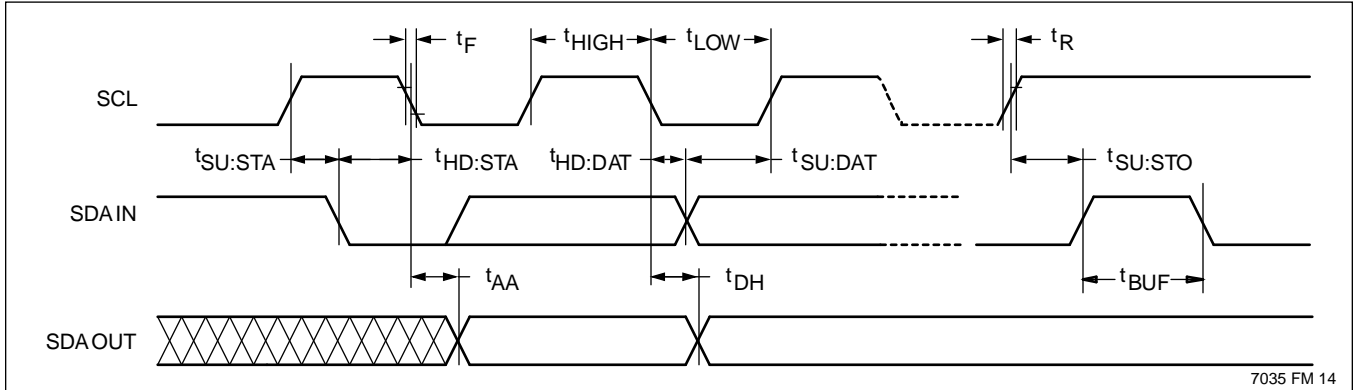 tF
tHIGH
tLOW
tR
SCL
tSU:STA
tHD:STA
tHD:DAT
tSU:DAT
tSU:STO
SDA IN
tAA
tDH
tBUF
SDA OUT
7035 FM 14